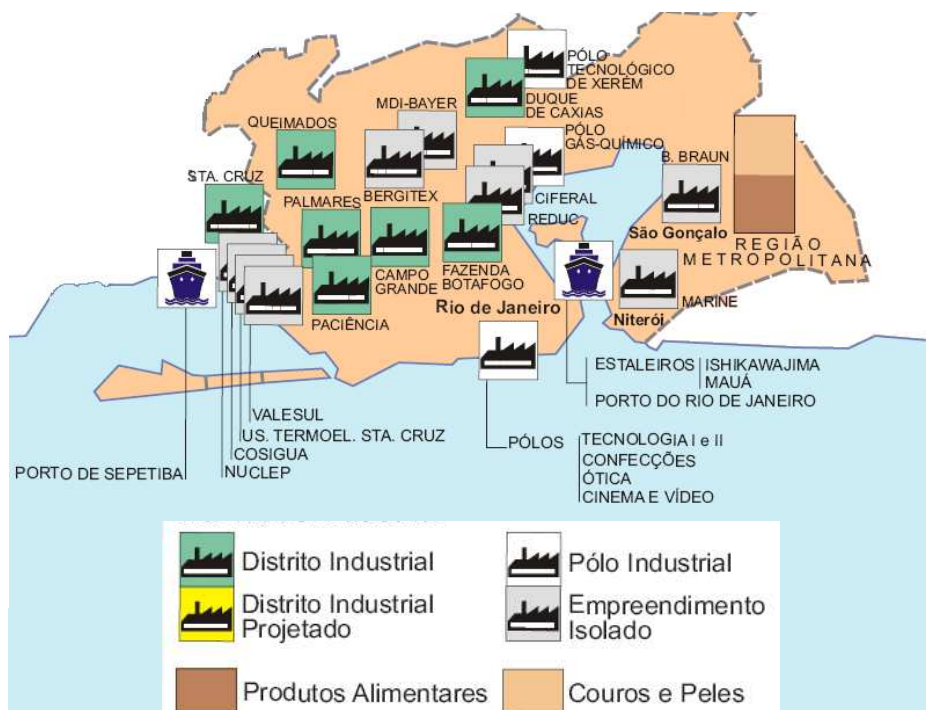 PÓLO
TECNOLÓGICO
DE XERÉM
DUQUE
DE CAXIAS
MDI-BAYER
QUEIMADOS
PÓLO
GÁS-QUÍMICO
B. BRAUN
STA. CRUZ
PALMARES
BERGITEX
CIFERAL
REDUC
São Gonçalo
REGIÃO
METROPOLITANA
CAMPO
GRANDE
FAZENDA
BOTAFOGO
MARINE
PACIÊNCIA
Rio de Janeiro
Niterói
ESTALEIROS
ISHIKAWAJIMA
MAUÁ
PORTO DO RIO DE JANEIRO
VALESUL
US. TERMOEL. STA. CRUZ
COSIGUA
NUCLEP
PORTO DE SEPETIBA
PÓLOS
TECNOLOGIA I e II
CONFECÇÕES
ÓTICA
CINEMA E VÍDEO
Distrito Industrial
Pólo Industrial
Distrito Industrial
Projetado
Empreendimento
Isolado
Produtos Alimentares
Couros e Peles